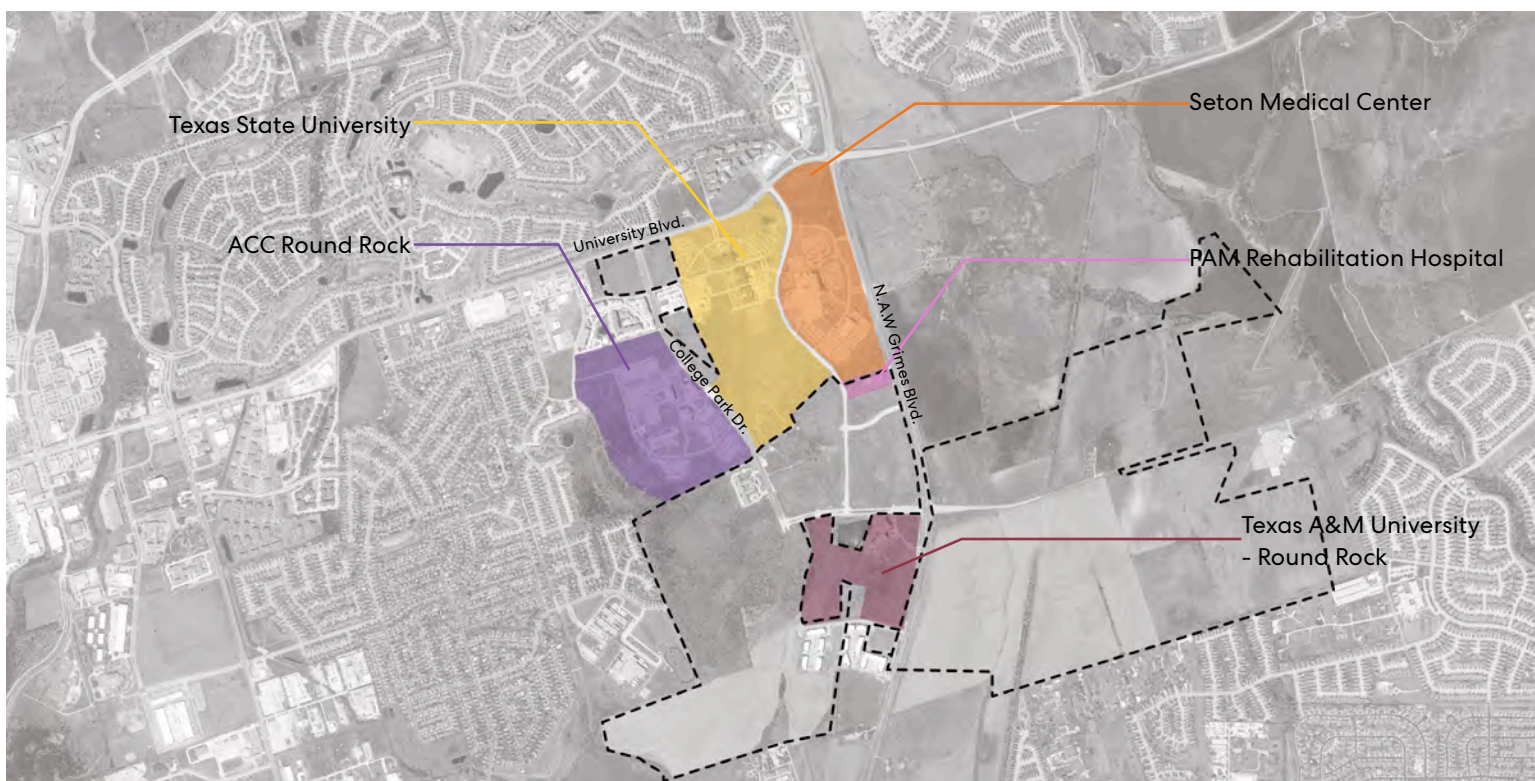 Seton Medical Center
Texas State University
University Blvd.
ACC Round Rock
PAM Rehabilitation Hospital
N.A.W Grimes Blvd.
College Park Dr.
Texas A&M University
- Round Rock